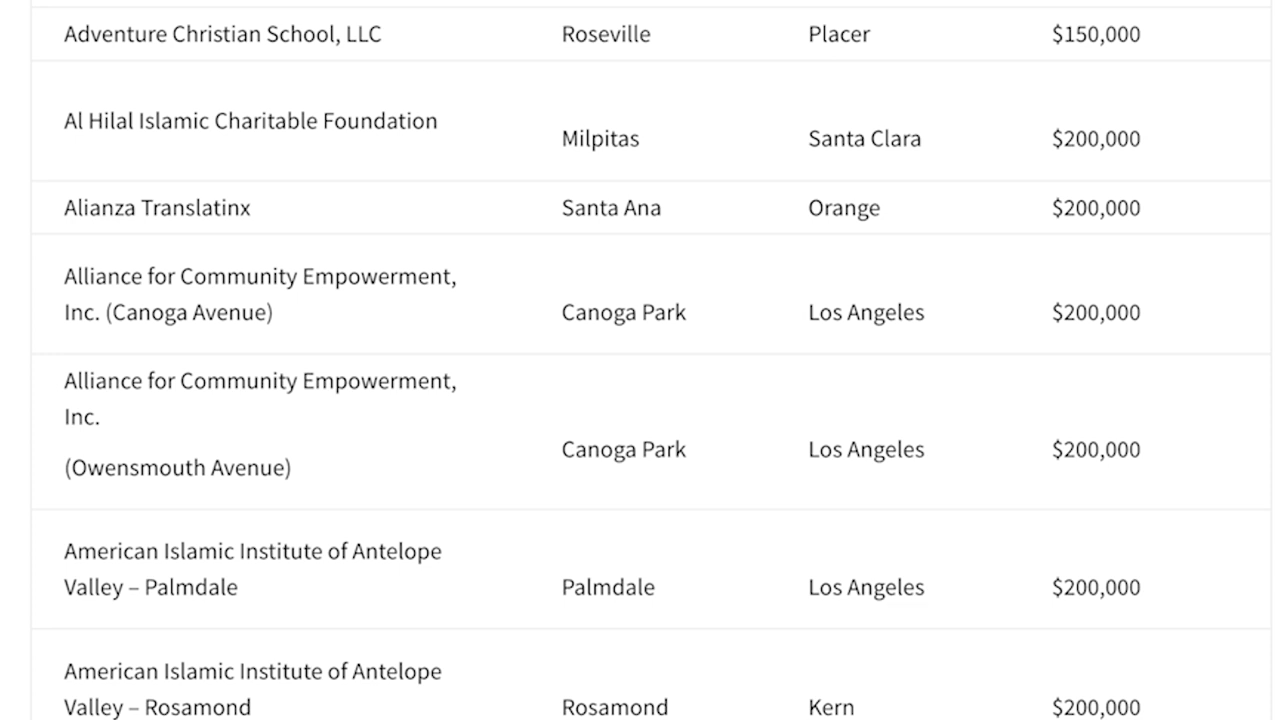 Adventure Christian School, LLC Roseville Placer $150,000
Al Hilal Islamic Charitable Foundation
Milpitas Santa Clara $200,000
Alianza Translatinx Santa Ana Orange $200,000
Alliance for Community Empowerment,
Inc. (Canoga Avenue) Canoga Park Los Angeles $200,000
Alliance for Community Empowerment,
Inc.
(Owensmouth Avenue)
Canoga Park Los Angeles $200,000
American Islamic Institute of Antelope
Valley – Palmdale Palmdale Los Angeles $200,000
American Islamic Institute of Antelope
Valley – Rosamond Rosamond Kern $200,000